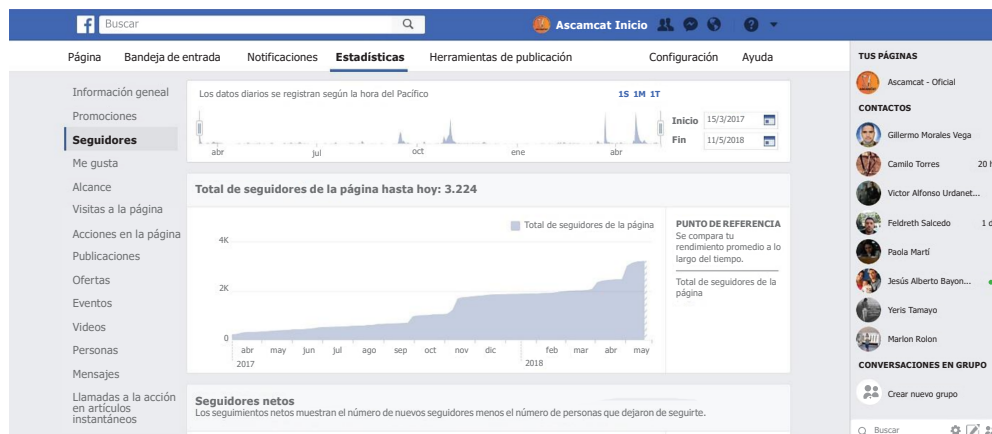 Buscar
Ascamcat Inicio
Página Bandeja de entrada Notificaciones Estadísticas Herramientas de publicación Configuración Ayuda
Información geneal
Promociones
Seguidores
Me gusta
Alcance
Visitas a la página
Acciones en la página
Publicaciones
Ofertas
Eventos
Videos
Personas
Mensajes
Llamadas a la acción
en artículos
instantáneos
Los datos diarios se registran según la hora del Pacífico 1S 1M 1T
Inicio 15/3/2017
Fin 11/5/2018
abr jul oct ene abr
Total de seguidores de la página hasta hoy: 3.224
Total de seguidores de la página
4K
2K
0
abr may jun jul ago sep oct nov dic feb mar abr may
2017 2018
PUNTO DE REFERENCIA
Se compara tu
rendimiento promedio a lo
largo del tiempo.
Total de seguidores de la
página
Seguidores netos
Los seguimientos netos muestran el número de nuevos seguidores menos el número de personas que dejaron de seguirte.
TUS PÁGINAS
Ascamcat - Oficial
CONTACTOS
Gillermo Morales Vega
Camilo Torres 20 h
Victor Alfonso Urdanet...
Feldreth Salcedo 1 d
Paola Martí
Jesús Alberto Bayon...
Yeris Tamayo
Marlon Rolon
CONVERSACIONES EN GRUPO
Crear nuevo grupo
Buscar